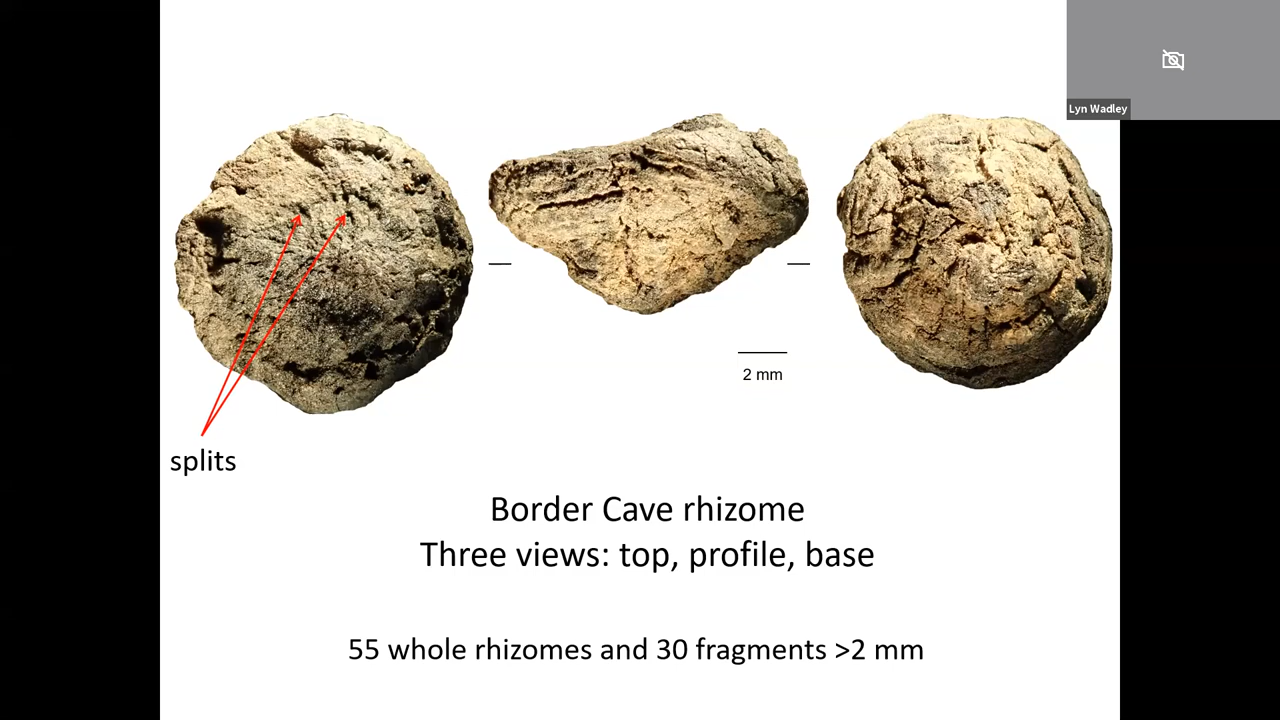 Lyn Wadley
2 mm
splits
Border Cave rhizome
Three views: top, profile, base
55 whole rhizomes and 30 fragments >2 mm